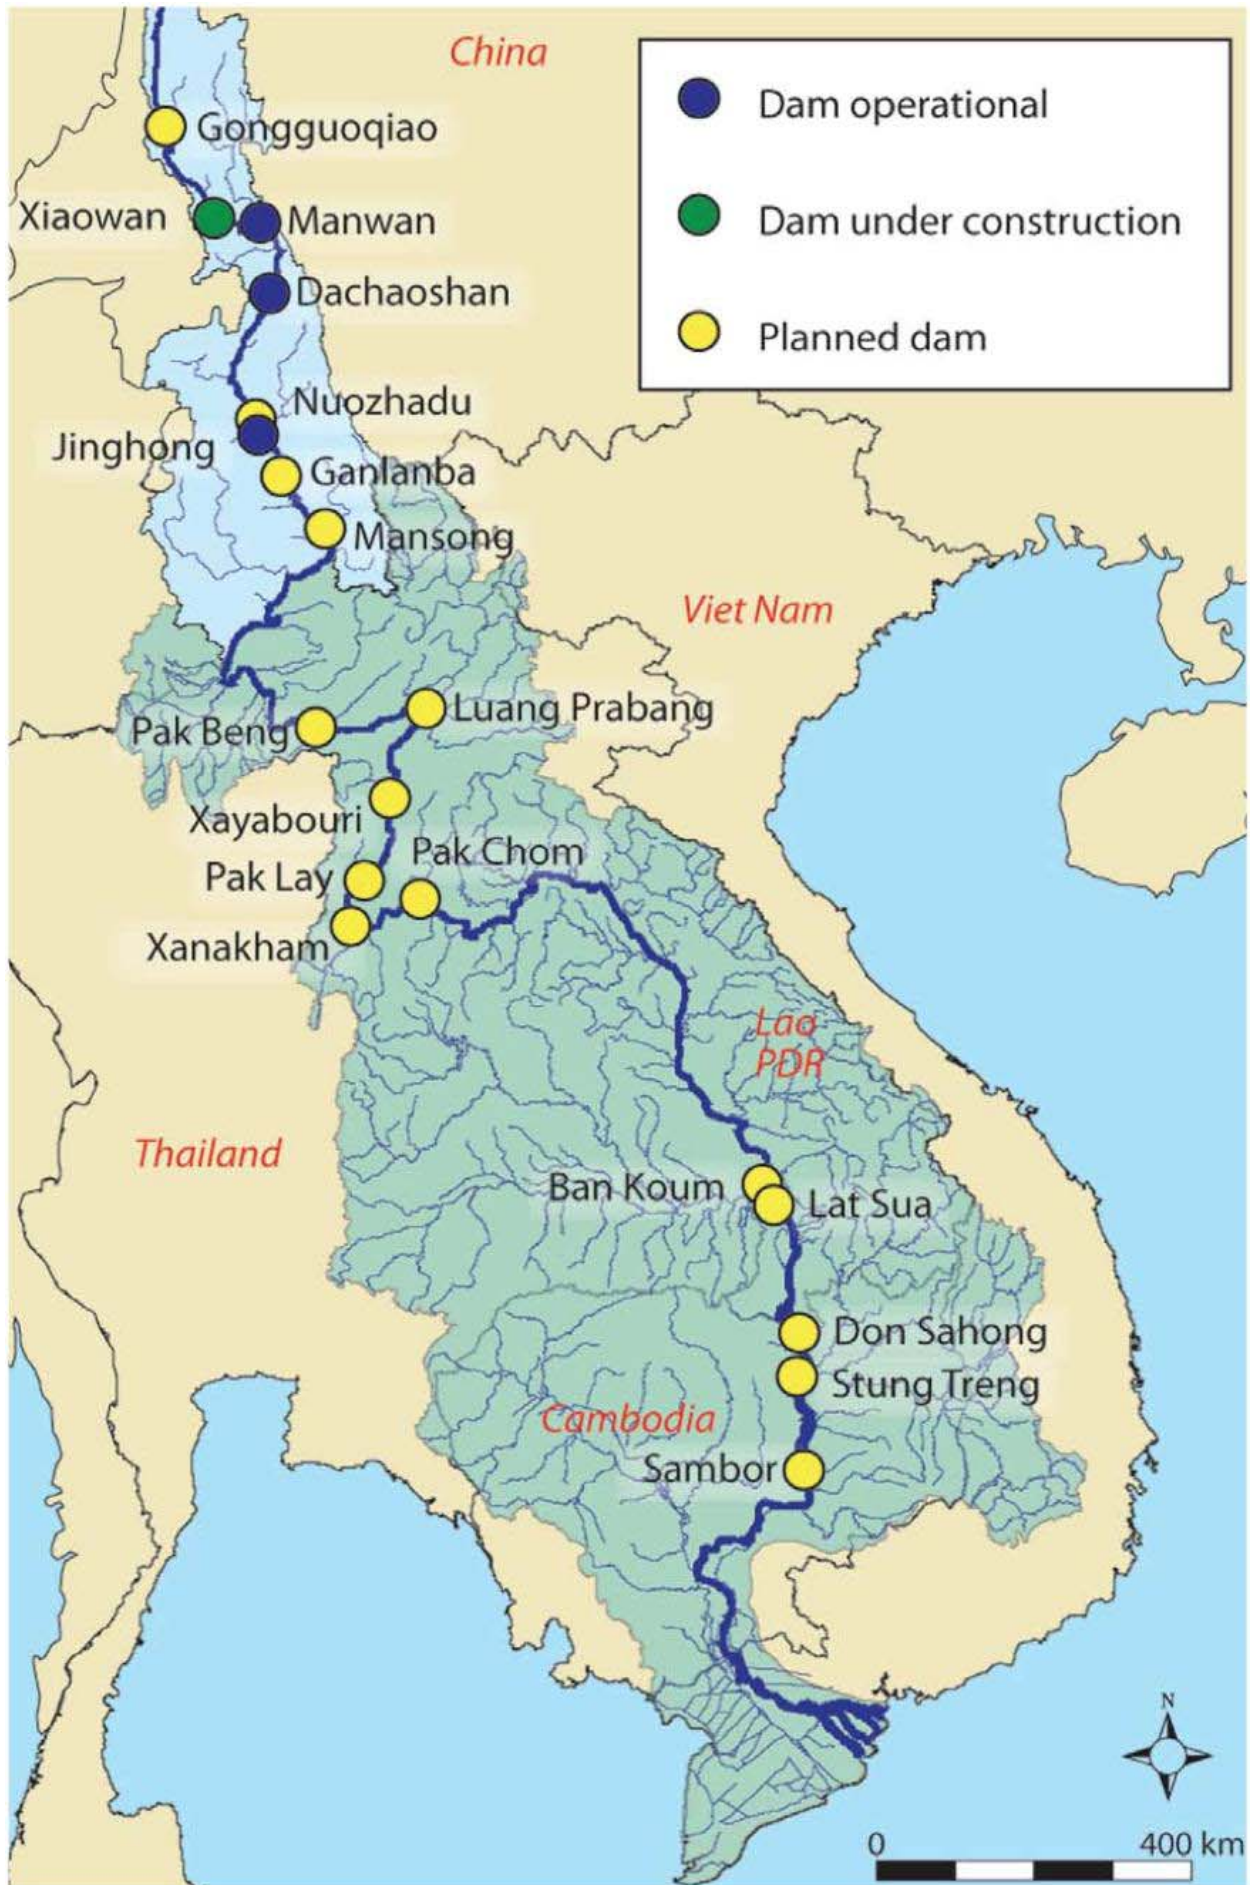 China
Dam operational
Gongguoqiao
Xiaowan
Manwan
Dam under construction
Dachaoshan
Planned dam
Nuozhadu
Jinghong
Ganlanba
Mansong
Viet Nam
Luang Prabang
Pak Beng
Xayabouri
Pak Chom
Pak Lay
Xanakham
Lao
PDR
Thailand
Ban Koum
Lat Sua
Don Sahong
Stung Treng
Cambodia
Sambor
N
0 400 km